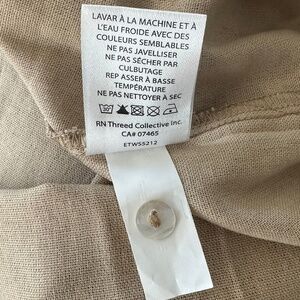 LAVAR À LA MACHINE ET À
L'EAU FROIDE AVEC DES
COULEURS SEMBLABLES
NE PAS JAVELLISER
NE PAS SÉCHER PAR
CULBUTAGE
REP ASSER À BASSE
TEMPÉRATURE
NE PAS NETTOYER À SEC
RN Threed Collective Inc.
CA# 07465
ETWS5212